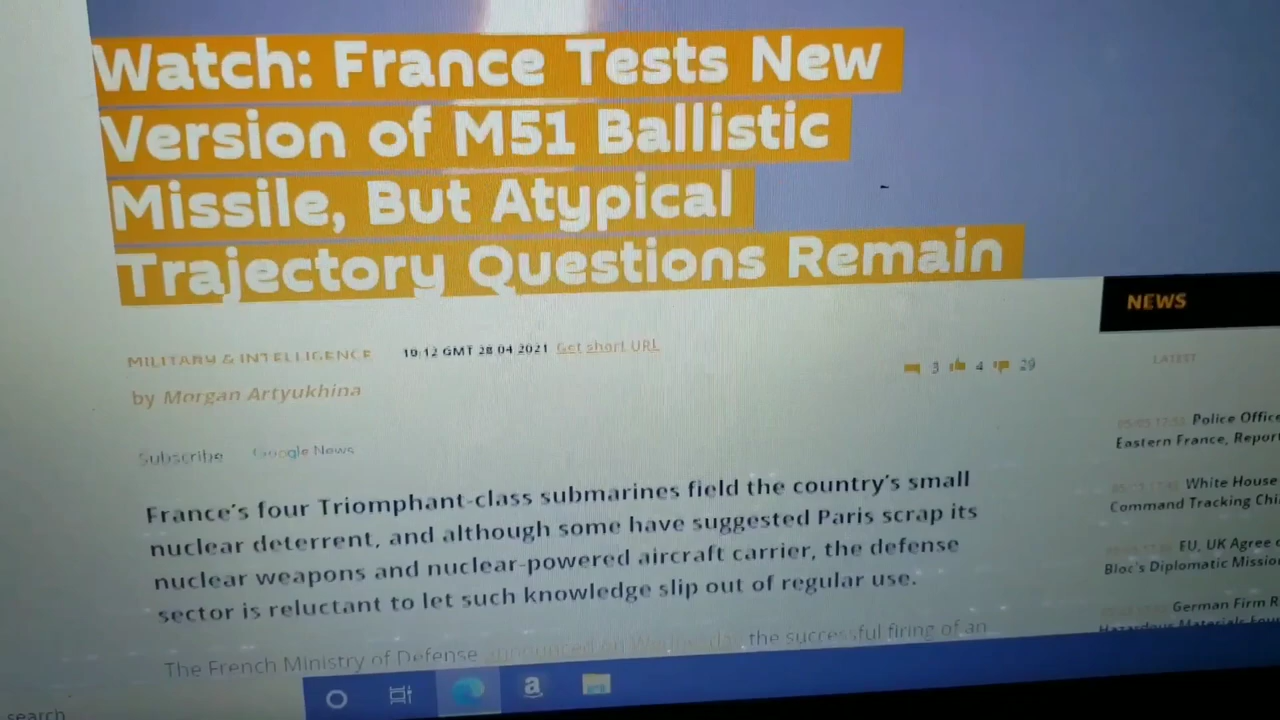 Watch: France Tests New
Version of M51 Ballistic
Missile, But Atypical
Trajectory Questions Remain
NEWS
MILITARY & INTELLIGENCE
GMT 28.04.2021 Get short URL
3 4 29
LATEST
by Morgan Artyukhina
Subscribe
Google News
France's four Triomphant-class submarines field the country's small
nuclear deterrent, and although some have suggested Paris scrap its
nuclear weapons and nuclear-powered aircraft carrier, the defense
sector is reluctant to let such knowledge slip out of regular use.
The French Ministry of Defense announced on Wednesday the successful firing of an
Police Office
Eastern France, Report
White House
Command Tracking Chi
EU, UK Agree o
Bloc's Diplomatic Missio
German Firm R
Hazardous Materials
a
search